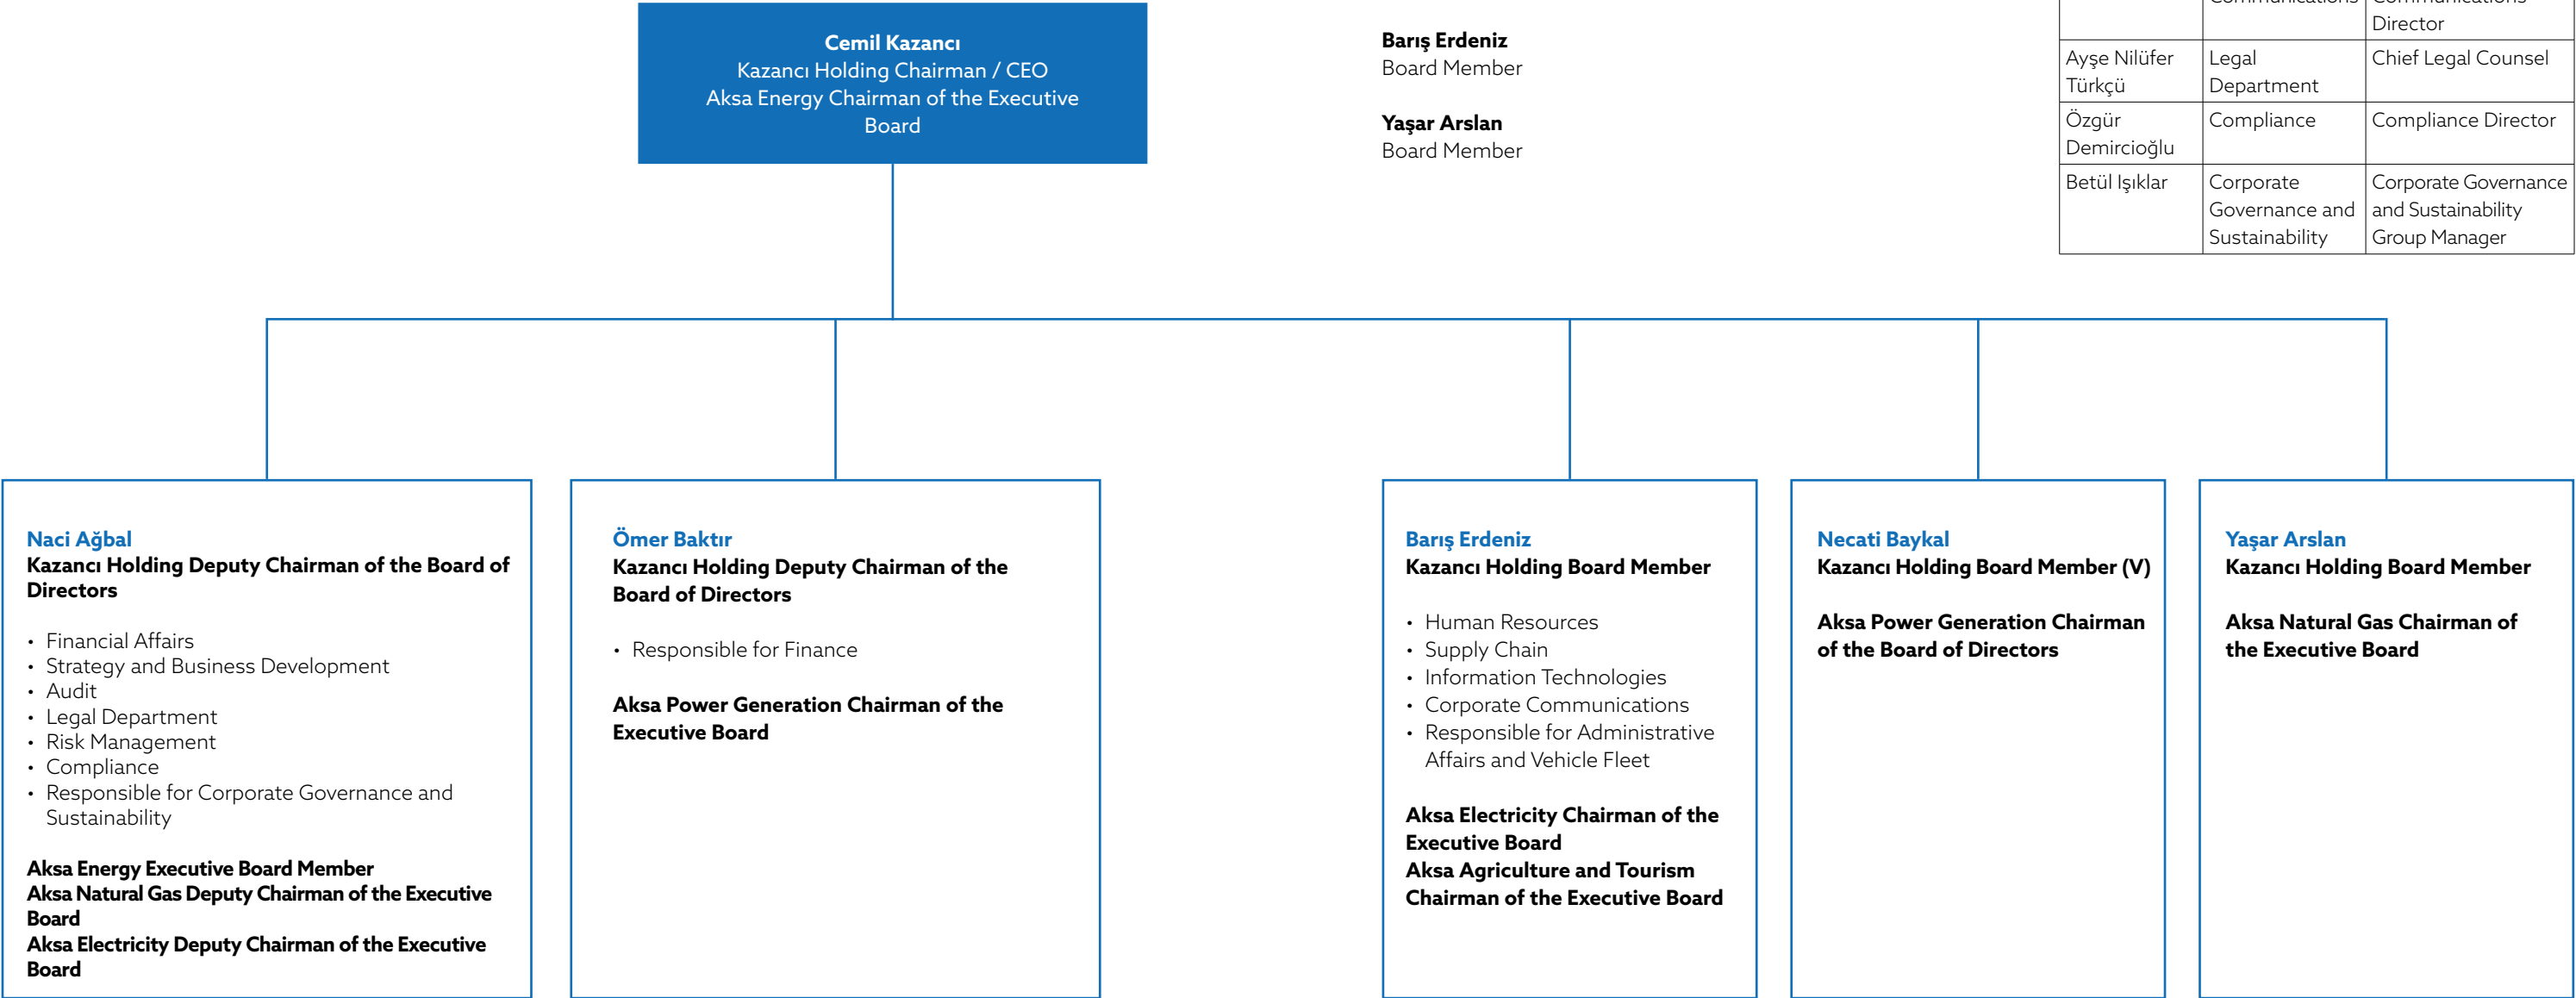 Cemil Kazancı
Kazancı Holding Chairman / CEO
Aksa Energy Chairman of the Executive
Board
Barış Erdeniz
Board Member
Yaşar Arslan
Board Member
Director
Ayşe Nilüfer
Türkçü
Legal
Department
Chief Legal Counsel
Özgür
Demircioğlu
Compliance
Compliance Director
Betül Işıklar
Corporate
Governance and
Sustainability
Corporate Governance
and Sustainability
Group Manager
Naci Ağbal
Kazancı Holding Deputy Chairman of the Board of
Directors
• Financial Affairs
• Strategy and Business Development
• Audit
• Legal Department
• Risk Management
• Compliance
• Responsible for Corporate Governance and
Sustainability
Aksa Energy Executive Board Member
Aksa Natural Gas Deputy Chairman of the Executive
Board
Aksa Electricity Deputy Chairman of the Executive
Board
Ömer Baktır
Kazancı Holding Deputy Chairman of the
Board of Directors
• Responsible for Finance
Aksa Power Generation Chairman of the
Executive Board
Barış Erdeniz
Kazancı Holding Board Member
• Human Resources
• Supply Chain
• Information Technologies
• Corporate Communications
• Responsible for Administrative
Affairs and Vehicle Fleet
Aksa Electricity Chairman of the
Executive Board
Aksa Agriculture and Tourism
Chairman of the Executive Board
Necati Baykal
Kazancı Holding Board Member (V)
Aksa Power Generation Chairman
of the Board of Directors
Yaşar Arslan
Kazancı Holding Board Member
Aksa Natural Gas Chairman of
the Executive Board